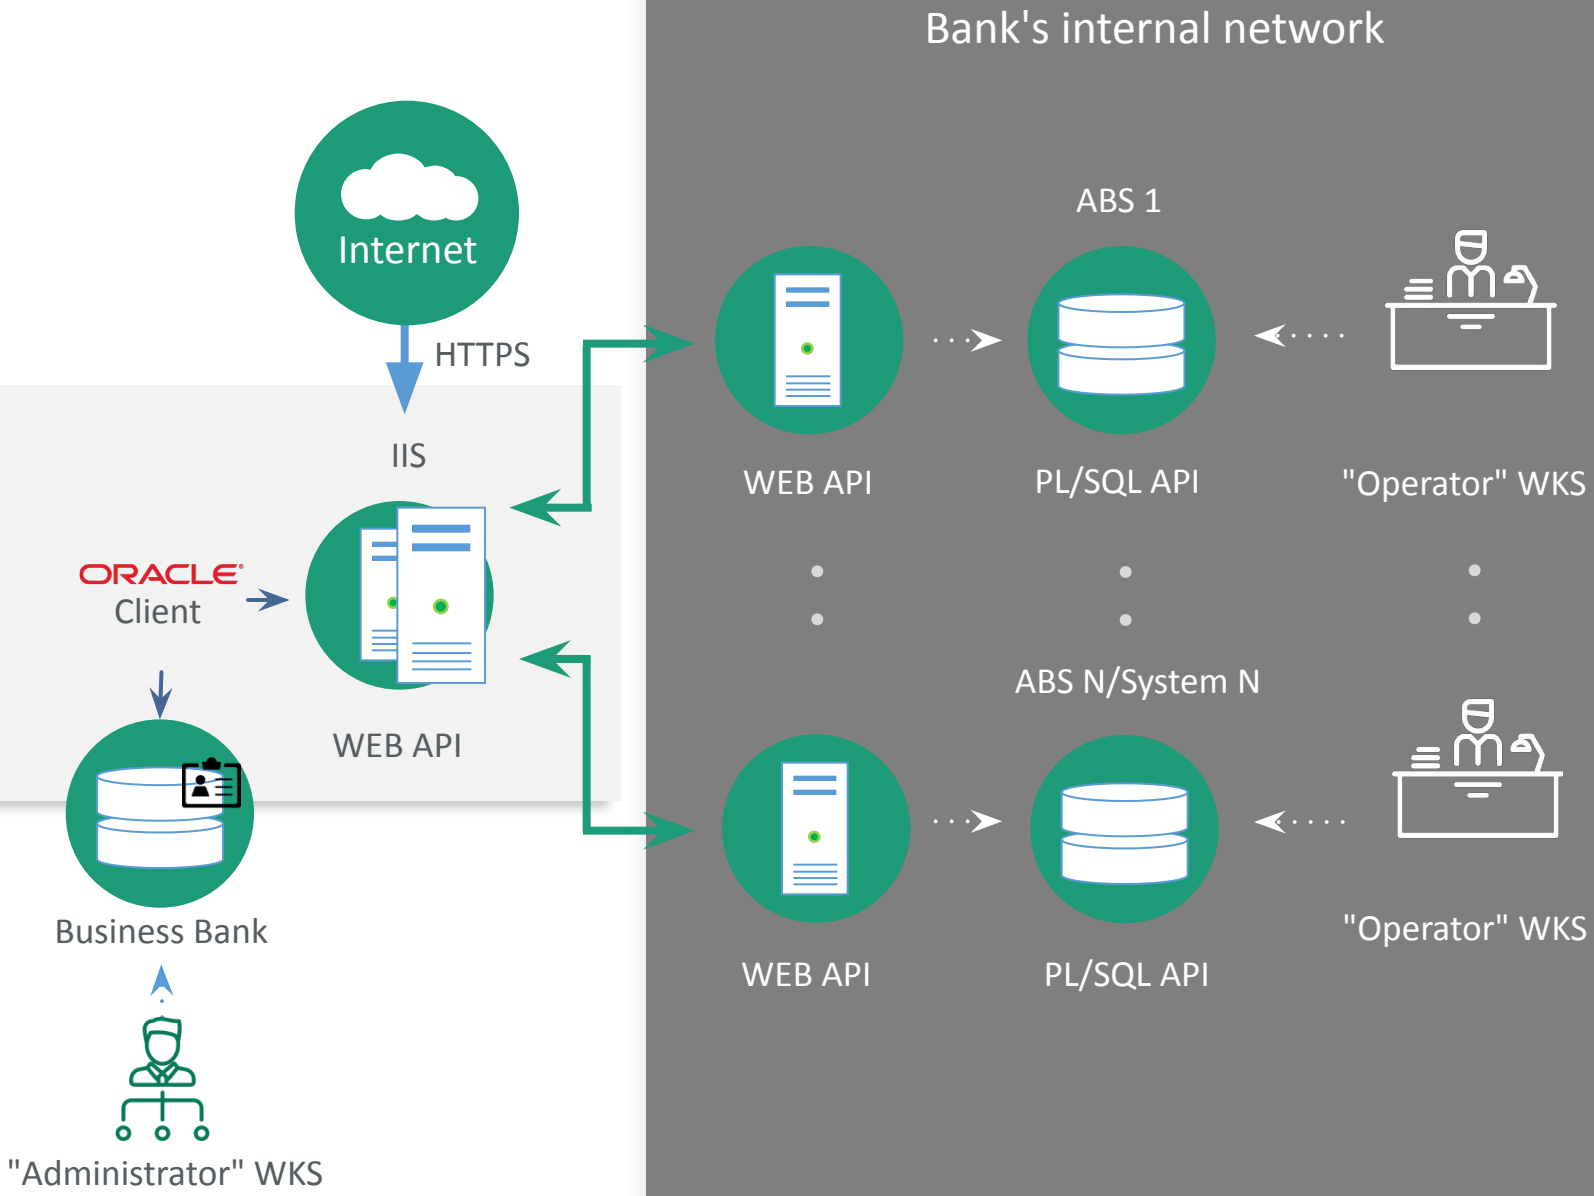 Bank's internal network
Internet
HTTPS
IIS
ORACLE®
Client
WEB API
Business Bank
"Administrator" WKS
ABS 1
WEB API
PL/SQL API
"Operator" WKS
ABS N/System N
WEB API
PL/SQL API
"Operator" WKS